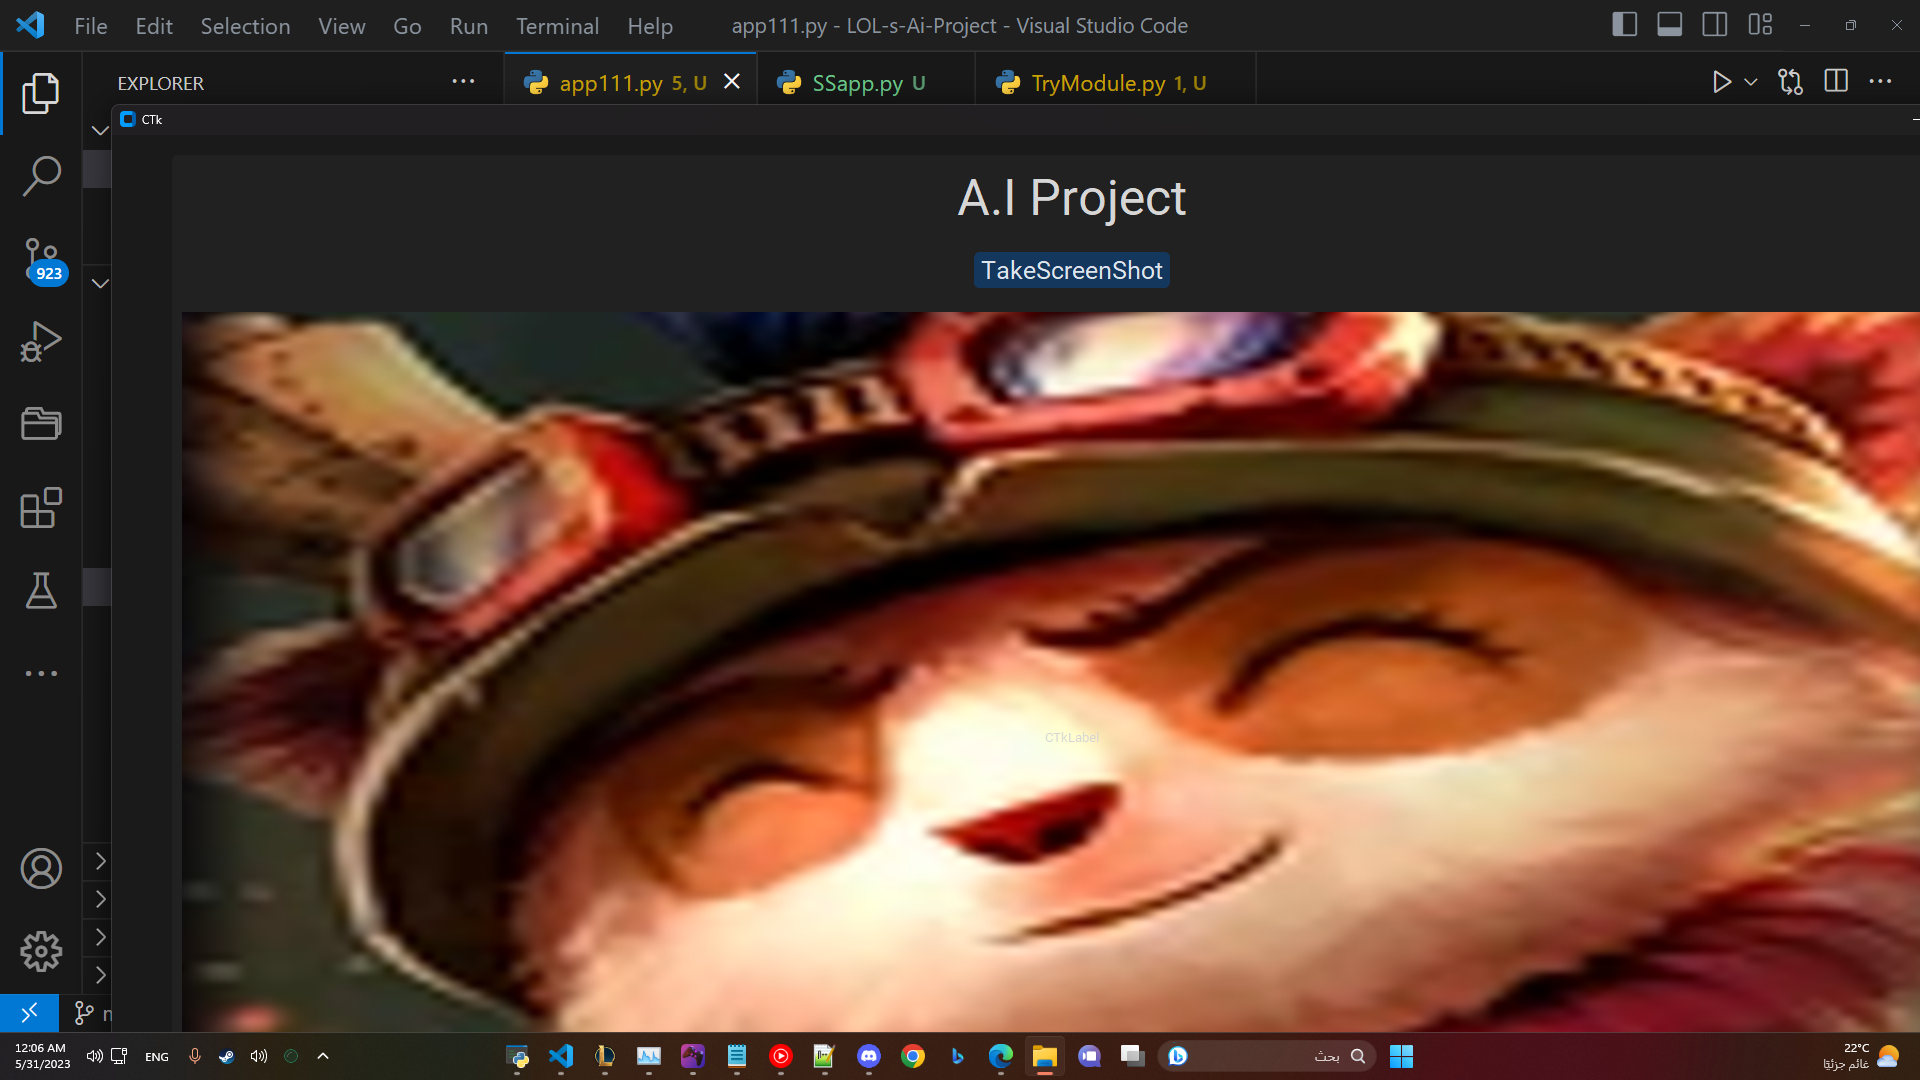 File Edit Selection View Go Run Terminal Help app111.py - LOL-s-Ai-Project - Visual Studio Code
EXPLORER
app111.py 5, U
SSapp.py U
TryModule.py 1, U
CTk
A.I Project
TakeScreenShot
923
CTkLabel
12:06 AM
5/31/2023
ENG
بحث
22°C
غائم جزئيًا